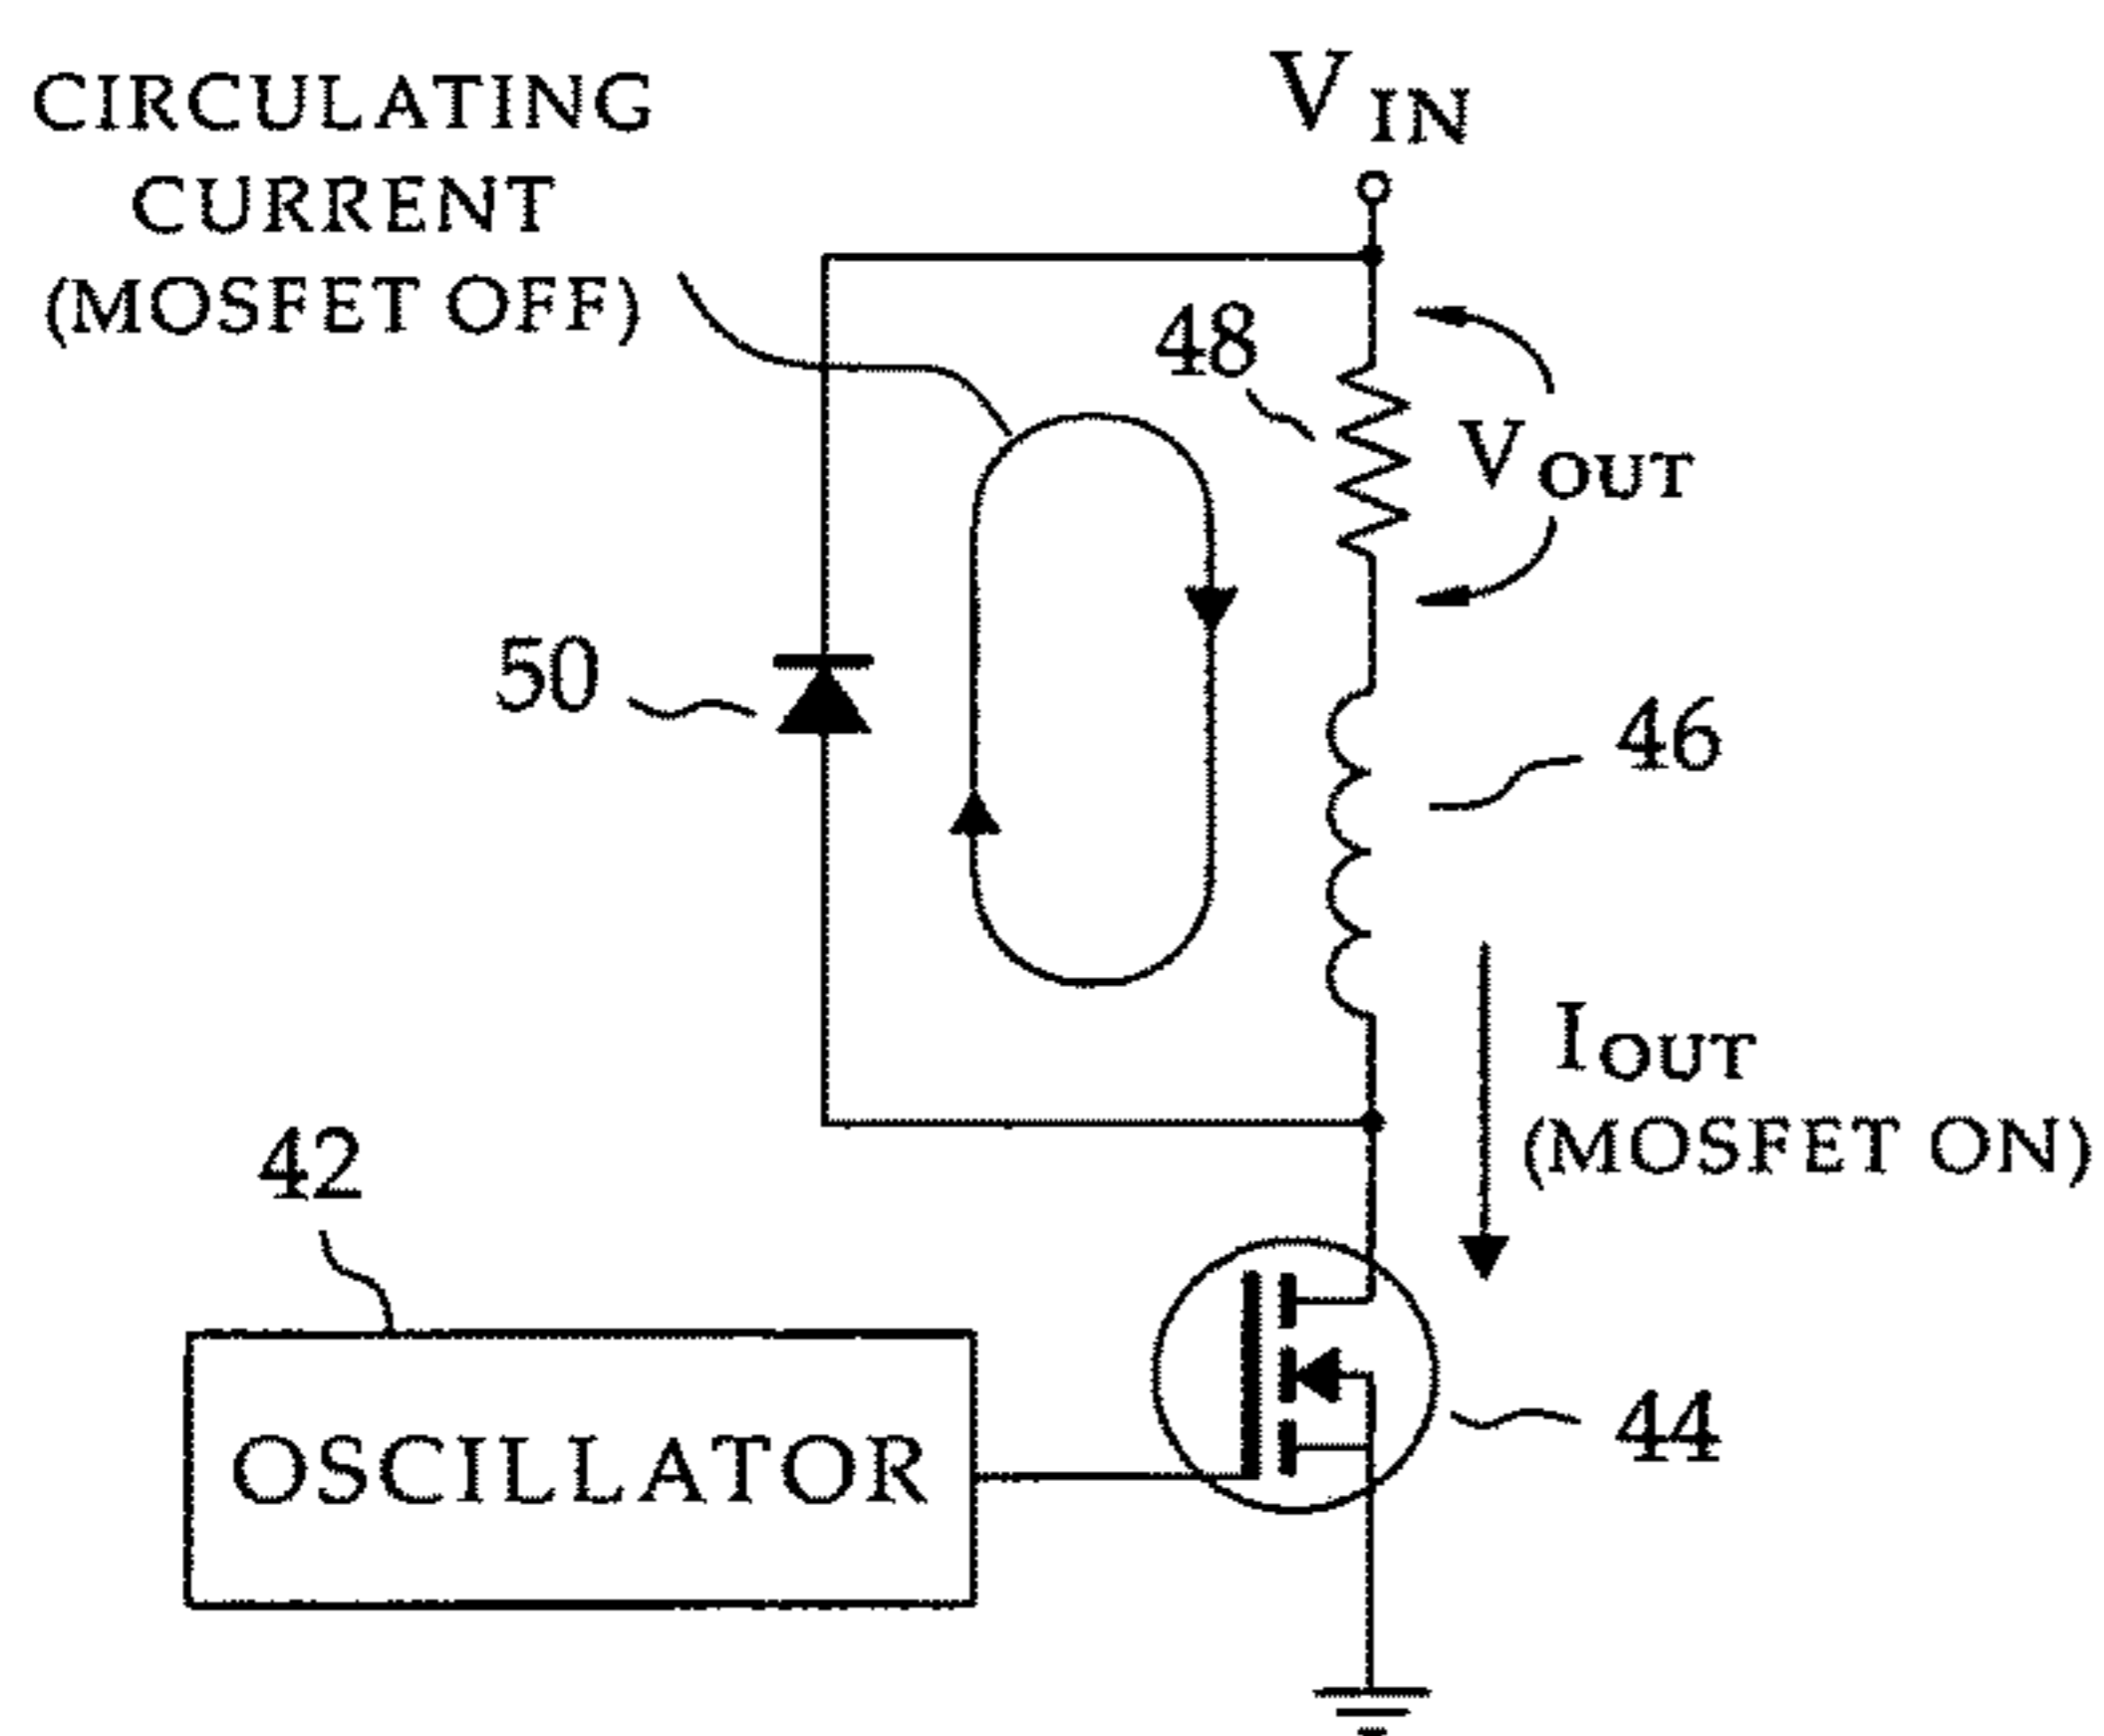 CIRCULATING
CURRENT
(MOSFET OFF)
VIN
48
VOUT
50
46
IOUT
(MOSFET ON)
42
OSCILLATOR
44